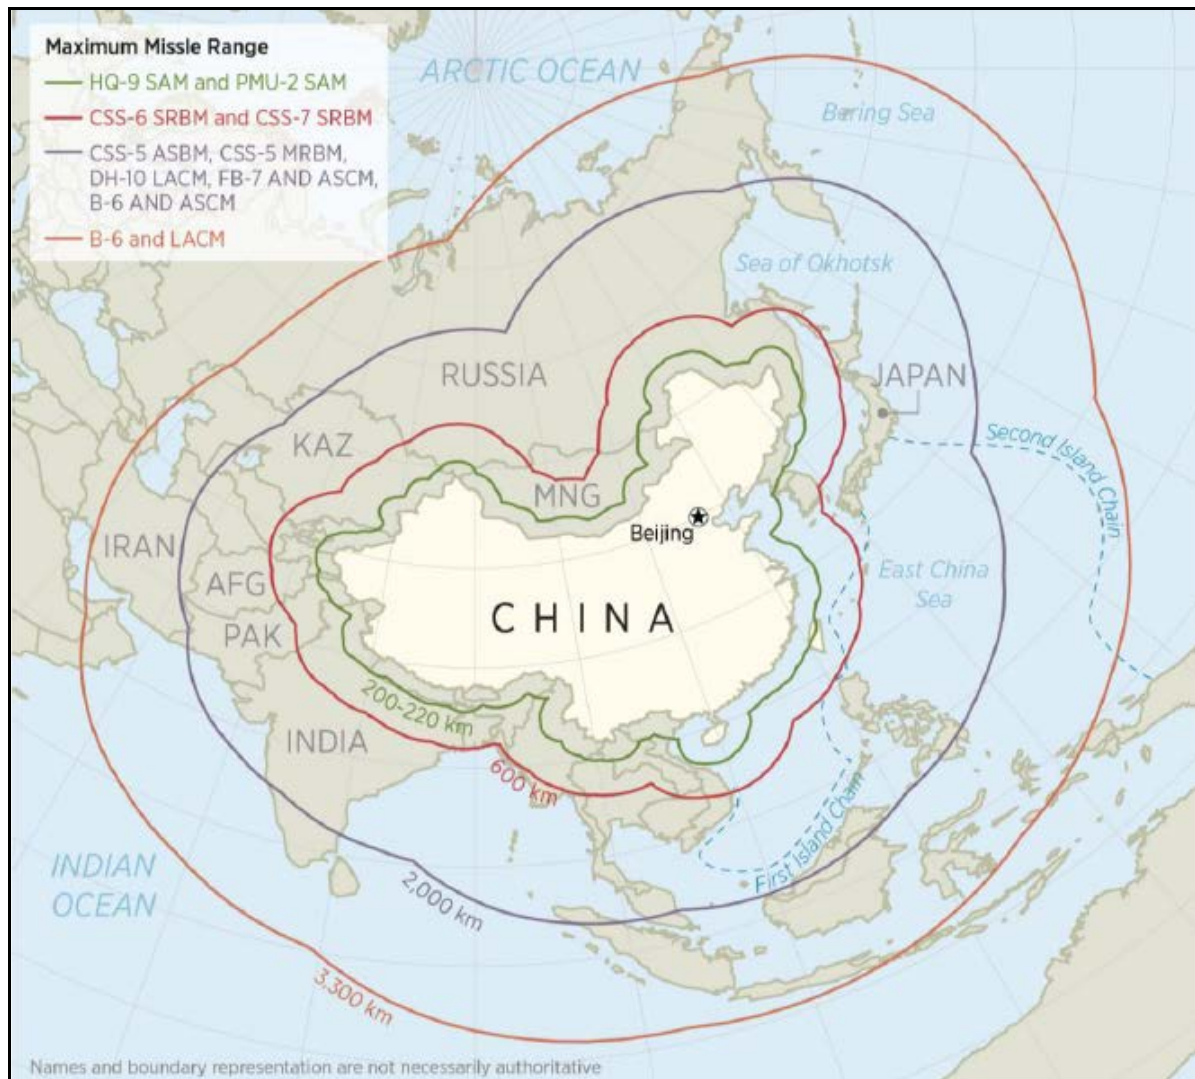 Maximum Missle Range
HQ-9 SAM and PMU-2 SAM
CSS-6 SRBM and CSS-7 SRBM
CSS-5 ASBM, CSS-5 MRBM,
DH-10 LACM, FB-7 AND ASCM,
B-6 AND ASCM
B-6 and LACM
ARCTIC OCEAN
Bering Sea
Sea of Okhotsk
RUSSIA
JAPAN
KAZ
Second Island Chain
MNG
Beijing
IRAN
AFG
East China
Sea
CHINA
PAK
200-220 km
INDIA
600 km
First Island Chain
INDIAN
OCEAN
2,000 km
3,300 km
Names and boundary representation are not necessarily authoritative